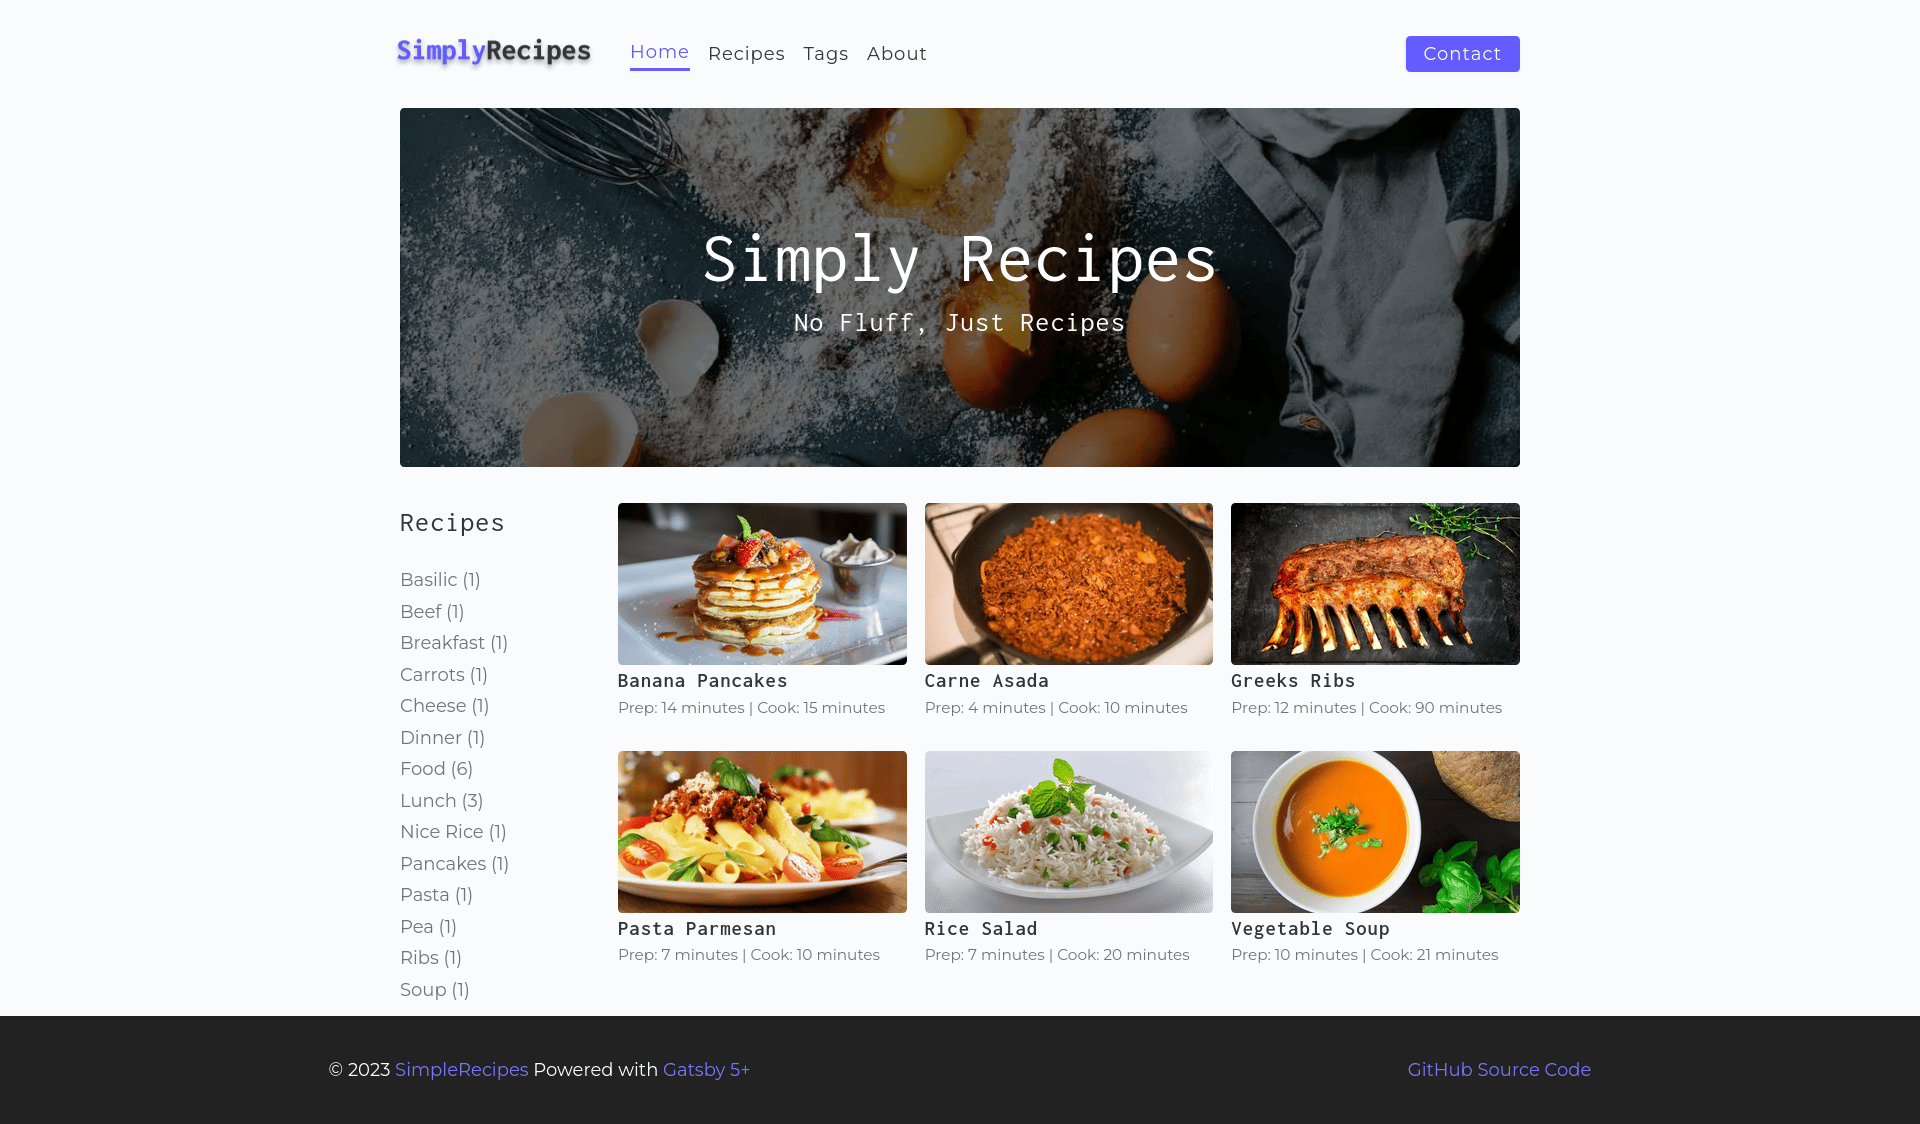 SimplyRecipes
Home
Recipes
Tags
About
Contact
Simply Recipes
No Fluff, Just Recipes
Recipes
Basilic (1)
Beef (1)
Breakfast (1)
Carrots (1)
Cheese (1)
Dinner (1)
Food (6)
Lunch (3)
Nice Rice (1)
Pancakes (1)
Pasta (1)
Pea (1)
Ribs (1)
Soup (1)
Banana Pancakes
Prep: 14 minutes | Cook: 15 minutes
Carne Asada
Prep: 4 minutes | Cook: 10 minutes
Greeks Ribs
Prep: 12 minutes | Cook: 90 minutes
Pasta Parmesan
Prep: 7 minutes | Cook: 10 minutes
Rice Salad
Prep: 7 minutes | Cook: 20 minutes
Vegetable Soup
Prep: 10 minutes | Cook: 21 minutes
© 2023 SimpleRecipes Powered with Gatsby 5+
GitHub Source Code